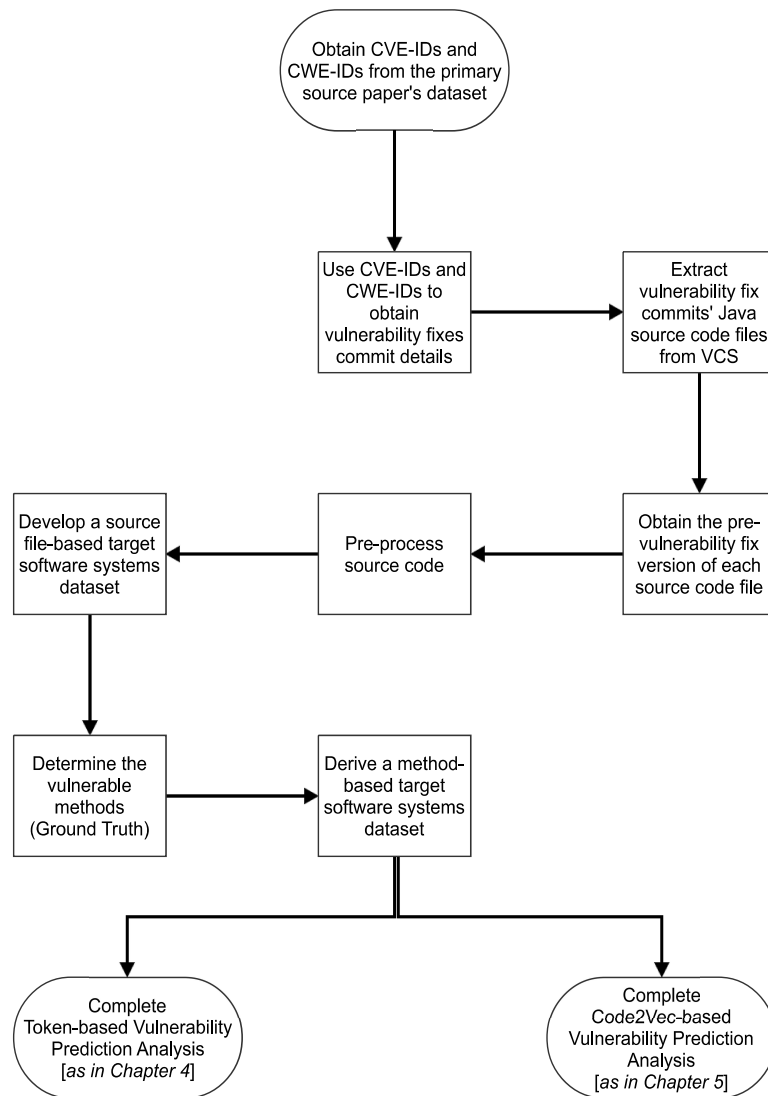 Obtain CVE-IDs and
CWE-IDs from the primary
source paper's dataset
Use CVE-IDs and
CWE-IDs to
obtain
vulnerability fixes
commit details
Extract
vulnerability fix
commits' Java
source code files
from VCS
Obtain the pre-
vulnerability fix
version of each
source code file
Pre-process
source code
Develop a source
file-based target
software systems
dataset
Determine the
vulnerable
methods
(Ground Truth)
Derive a method-
based target
software systems
dataset
Complete
Token-based Vulnerability
Prediction Analysis
[as in Chapter 4]
Complete
Code2Vec-based
Vulnerability Prediction
Analysis
[as in Chapter 5]